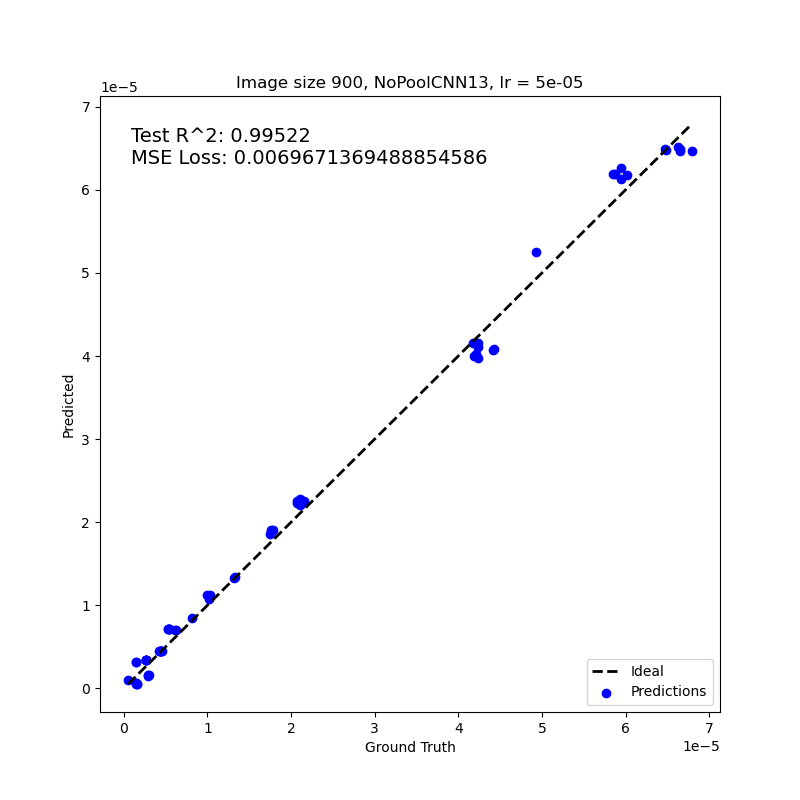 Image size 900, NoPoolCNN13, lr = 5e-05
1e−5
7
Test R^2: 0.99522
MSE Loss: 0.0069671369488854586
6
5
4
Predicted
3
2
1
0
Ideal
Predictions
0 1 2 3 4 5 6 7
Ground Truth
1e−5